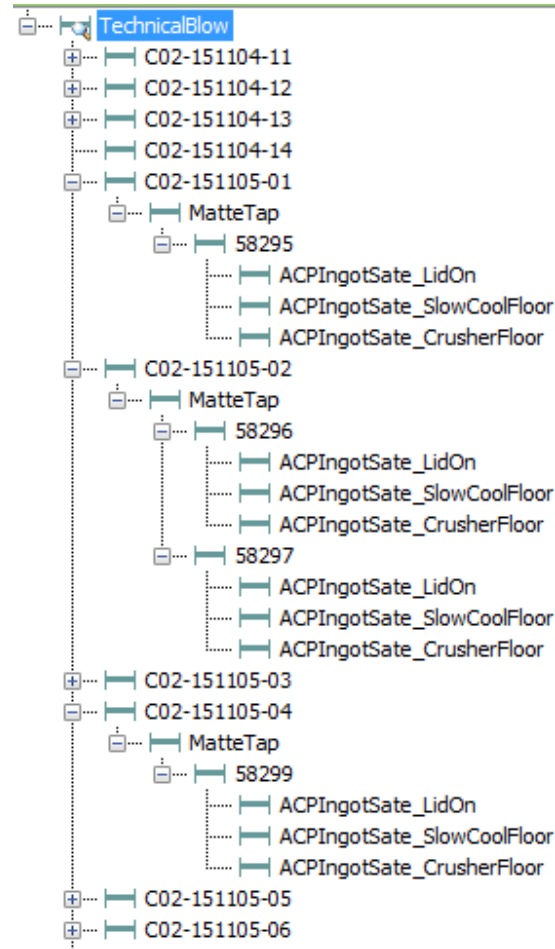 TechnicalBlow
C02-151104-11
C02-151104-12
C02-151104-13
C02-151104-14
C02-151105-01
MatteTap
58295
ACPIngotSate_LidOn
ACPIngotSate_SlowCoolFloor
ACPIngotSate_CrusherFloor
C02-151105-02
MatteTap
58296
ACPIngotSate_LidOn
ACPIngotSate_SlowCoolFloor
ACPIngotSate_CrusherFloor
58297
ACPIngotSate_LidOn
ACPIngotSate_SlowCoolFloor
ACPIngotSate_CrusherFloor
C02-151105-03
C02-151105-04
MatteTap
58299
ACPIngotSate_LidOn
ACPIngotSate_SlowCoolFloor
ACPIngotSate_CrusherFloor
C02-151105-05
C02-151105-06